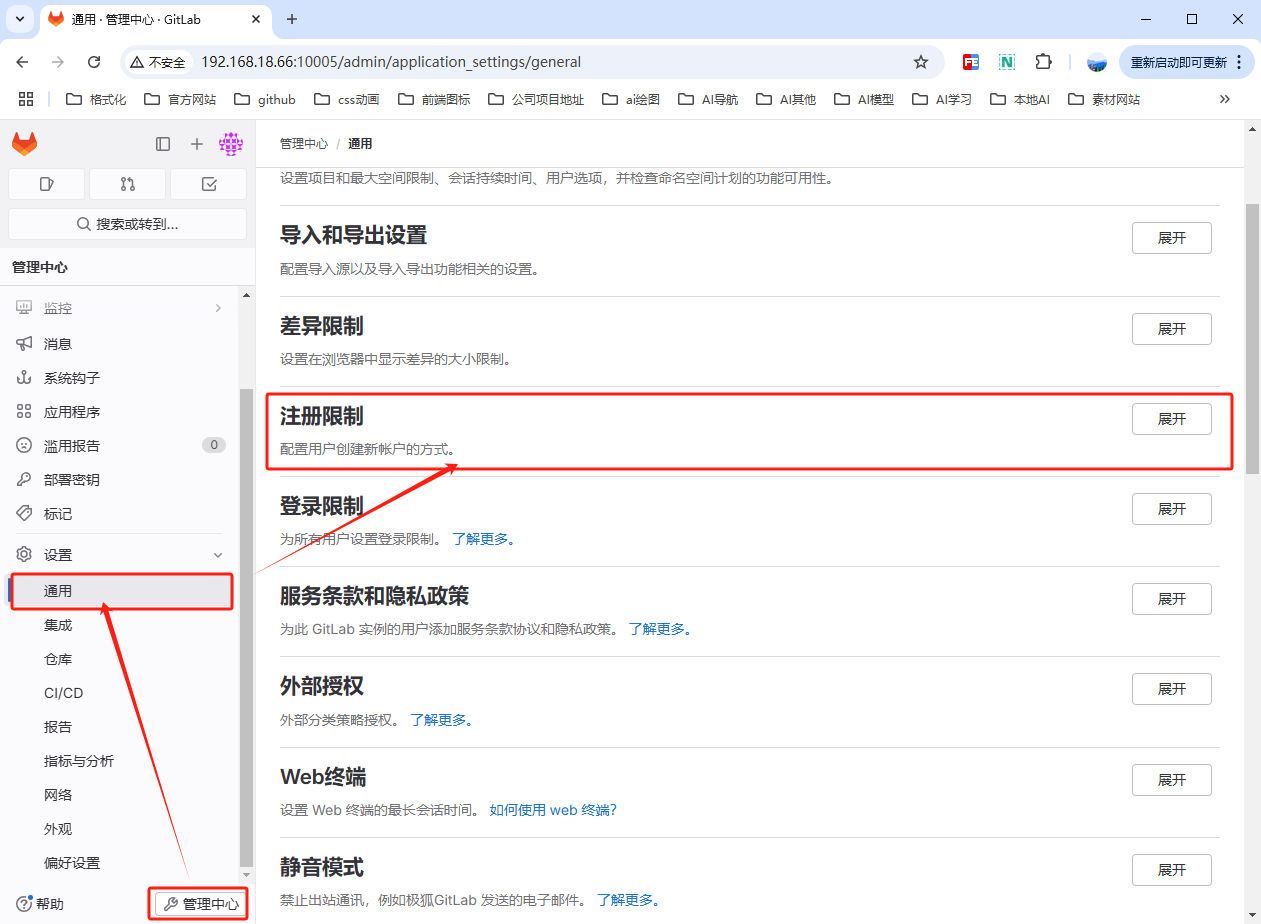 通用 · 管理中心 · GitLab
不安全 192.168.18.66:10005/admin/application_settings/general 重新启动即可更新
格式化 官方网站 github css动画 前端图标 公司项目地址 ai绘图 AI导航 AI其他 AI模型 AI学习 本地AI 素材网站
搜索或转到...
管理中心
监控
消息
系统钩子
应用程序
滥用报告 0
部署密钥
标记
设置
通用
集成
仓库
CI/CD
报告
指标与分析
网络
外观
偏好设置
帮助 管理中心
管理中心 / 通用
设置项目和最大空间限制、会话持续时间、用户选项，并检查命名空间计划的功能可用性。
导入和导出设置 展开
配置导入源以及导入导出功能相关的设置。
差异限制 展开
设置在浏览器中显示差异的大小限制。
注册限制 展开
配置用户创建新帐户的方式。
登录限制 展开
为所有用户设置登录限制。 了解更多。
服务条款和隐私政策 展开
为此 GitLab 实例的用户添加服务条款协议和隐私政策。 了解更多。
外部授权 展开
外部分类策略授权。 了解更多。
Web终端 展开
设置 Web 终端的最长会话时间。 如何使用 web 终端?
静音模式 展开
禁止出站通讯，例如极狐GitLab 发送的电子邮件。 了解更多。